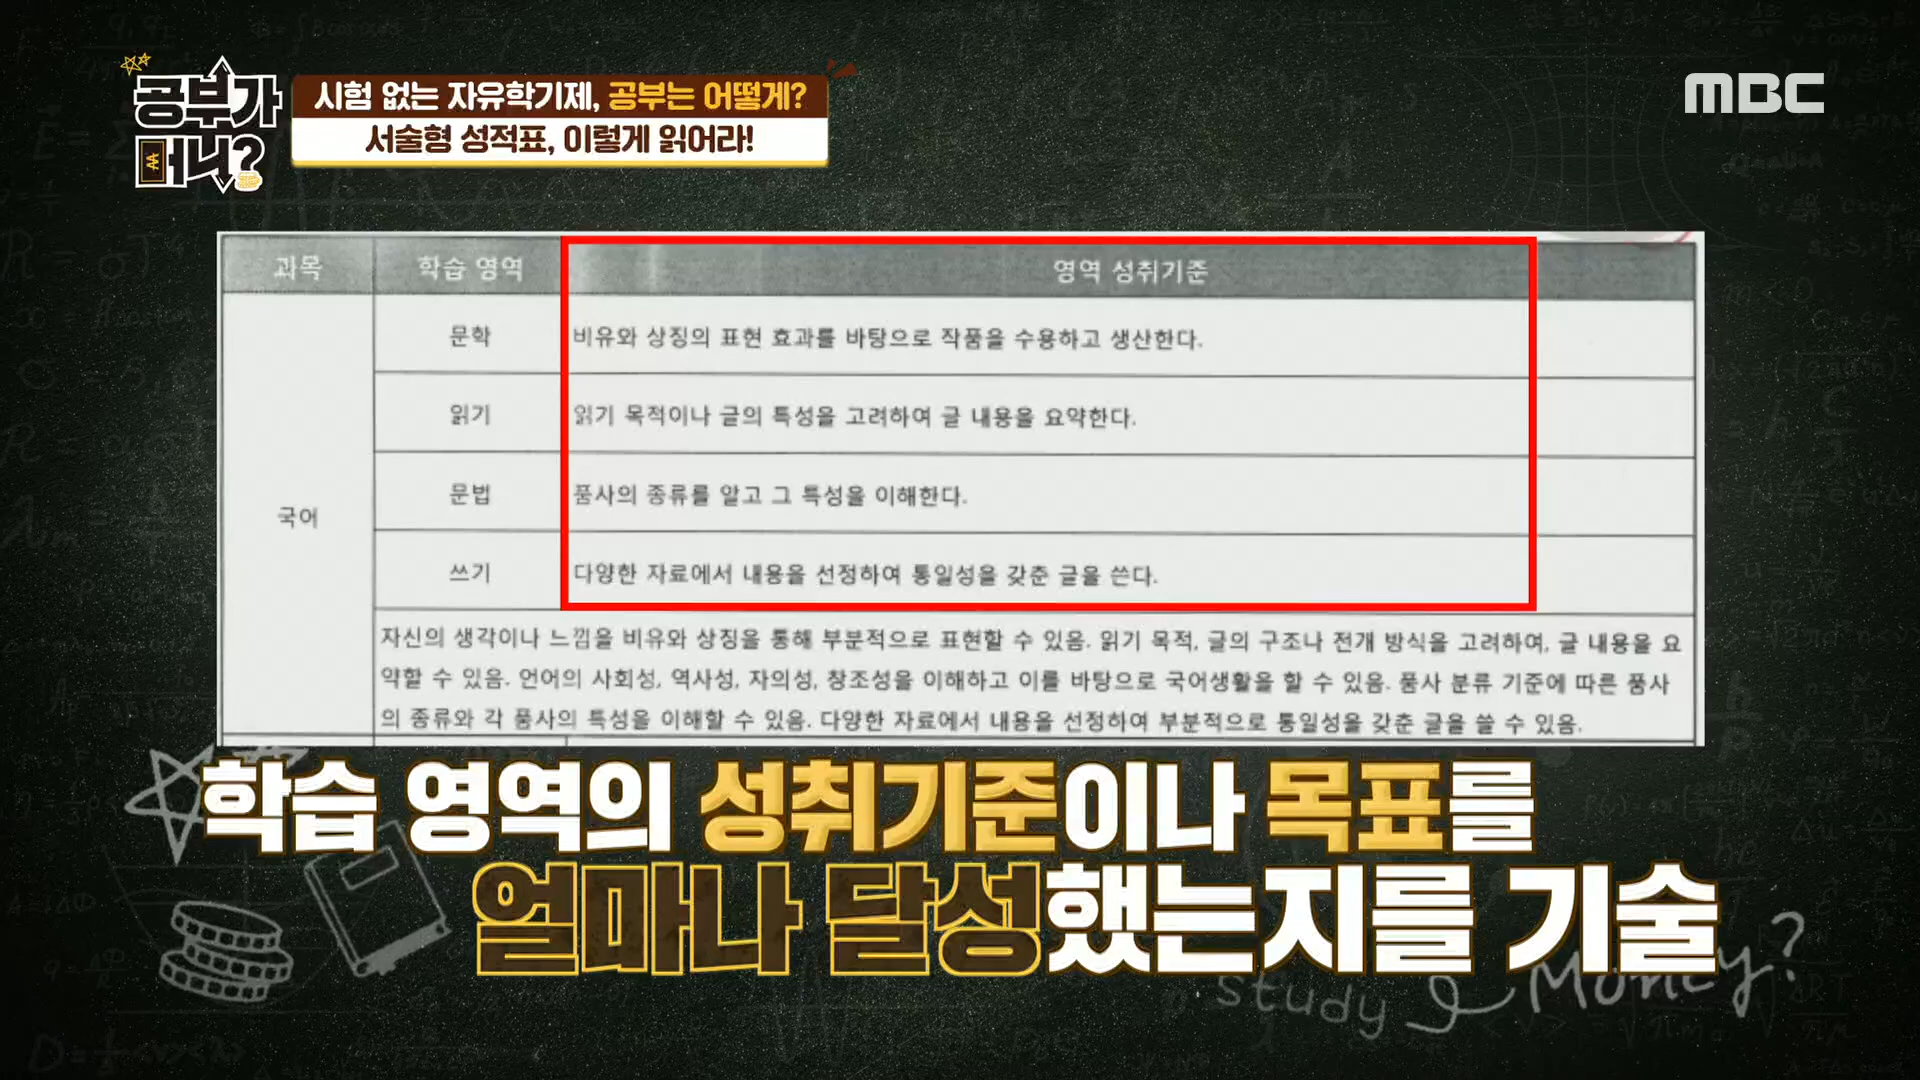 공부가
머니?
시험 없는 자유학기제, 공부는 어떻게?
서술형 성적표, 이렇게 읽어라!
MBC
과목 학습 영역 영역 성취기준
문학 비유와 상징의 표현 효과를 바탕으로 작품을 수용하고 생산한다.
읽기 읽기 목적이나 글의 특성을 고려하여 글 내용을 요약한다.
문법 품사의 종류를 알고 그 특성을 이해한다.
국어
쓰기 다양한 자료에서 내용을 선정하여 통일성을 갖춘 글을 쓴다.
자신의 생각이나 느낌을 비유와 상징을 통해 부분적으로 표현할 수 있음. 읽기 목적, 글의 구조나 전개 방식을 고려하여, 글 내용을 요
약할 수 있음. 언어의 사회성, 역사성, 자의성, 창조성을 이해하고 이를 바탕으로 국어생활을 할 수 있음. 품사 분류 기준에 따른 품사
의 종류와 각 품사의 특성을 이해할 수 있음. 다양한 자료에서 내용을 선정하여 부분적으로 통일성을 갖춘 글을 쓸 수 있음.
학습 영역의 성취기준이나 목표를
얼마나 달성했는지를 기술
study Money?